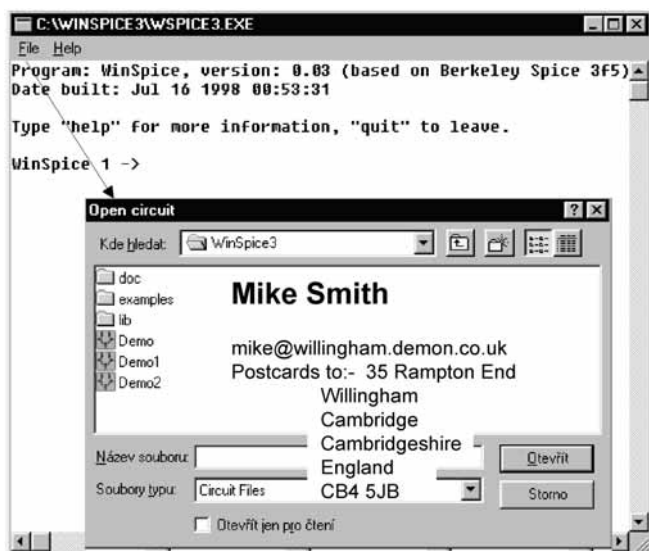 C:\WINSPICE3\WSPICE3.EXE
File Help
Program: WinSpice, version: 0.03 (based on Berkeley Spice 3f5)
Date built: Jul 16 1998 00:53:31
Type "help" for more information, "quit" to leave.
WinSpice 1 ->
Open circuit
Kde hledat: WinSpice3
doc
examples
lib
Demo
Demo1
Demo2
Mike Smith
mike@willingham.demon.co.uk
Postcards to:- 35 Rampton End
Willingham
Cambridge
Cambridgeshire
England
CB4 5JB
Název souboru: Otevřít
Soubory typu: Circuit Files Storno
Otevřít jen pro čtení